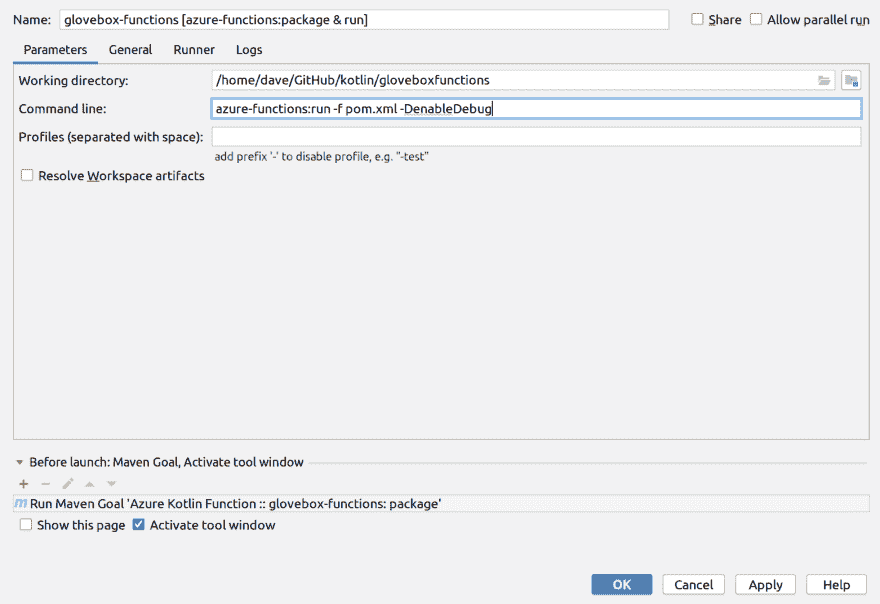 Name: glovebox-functions [azure-functions:package & run] Share Allow parallel run
Parameters General Runner Logs
Working directory: /home/dave/GitHub/kotlin/gloveboxfunctions
Command line: azure-functions:run -f pom.xml -DenableDebug
Profiles (separated with space):
add prefix '-' to disable profile, e.g. "-test"
Resolve Workspace artifacts
Before launch: Maven Goal, Activate tool window
Run Maven Goal 'Azure Kotlin Function :: glovebox-functions: package'
Show this page Activate tool window
OK Cancel Apply Help